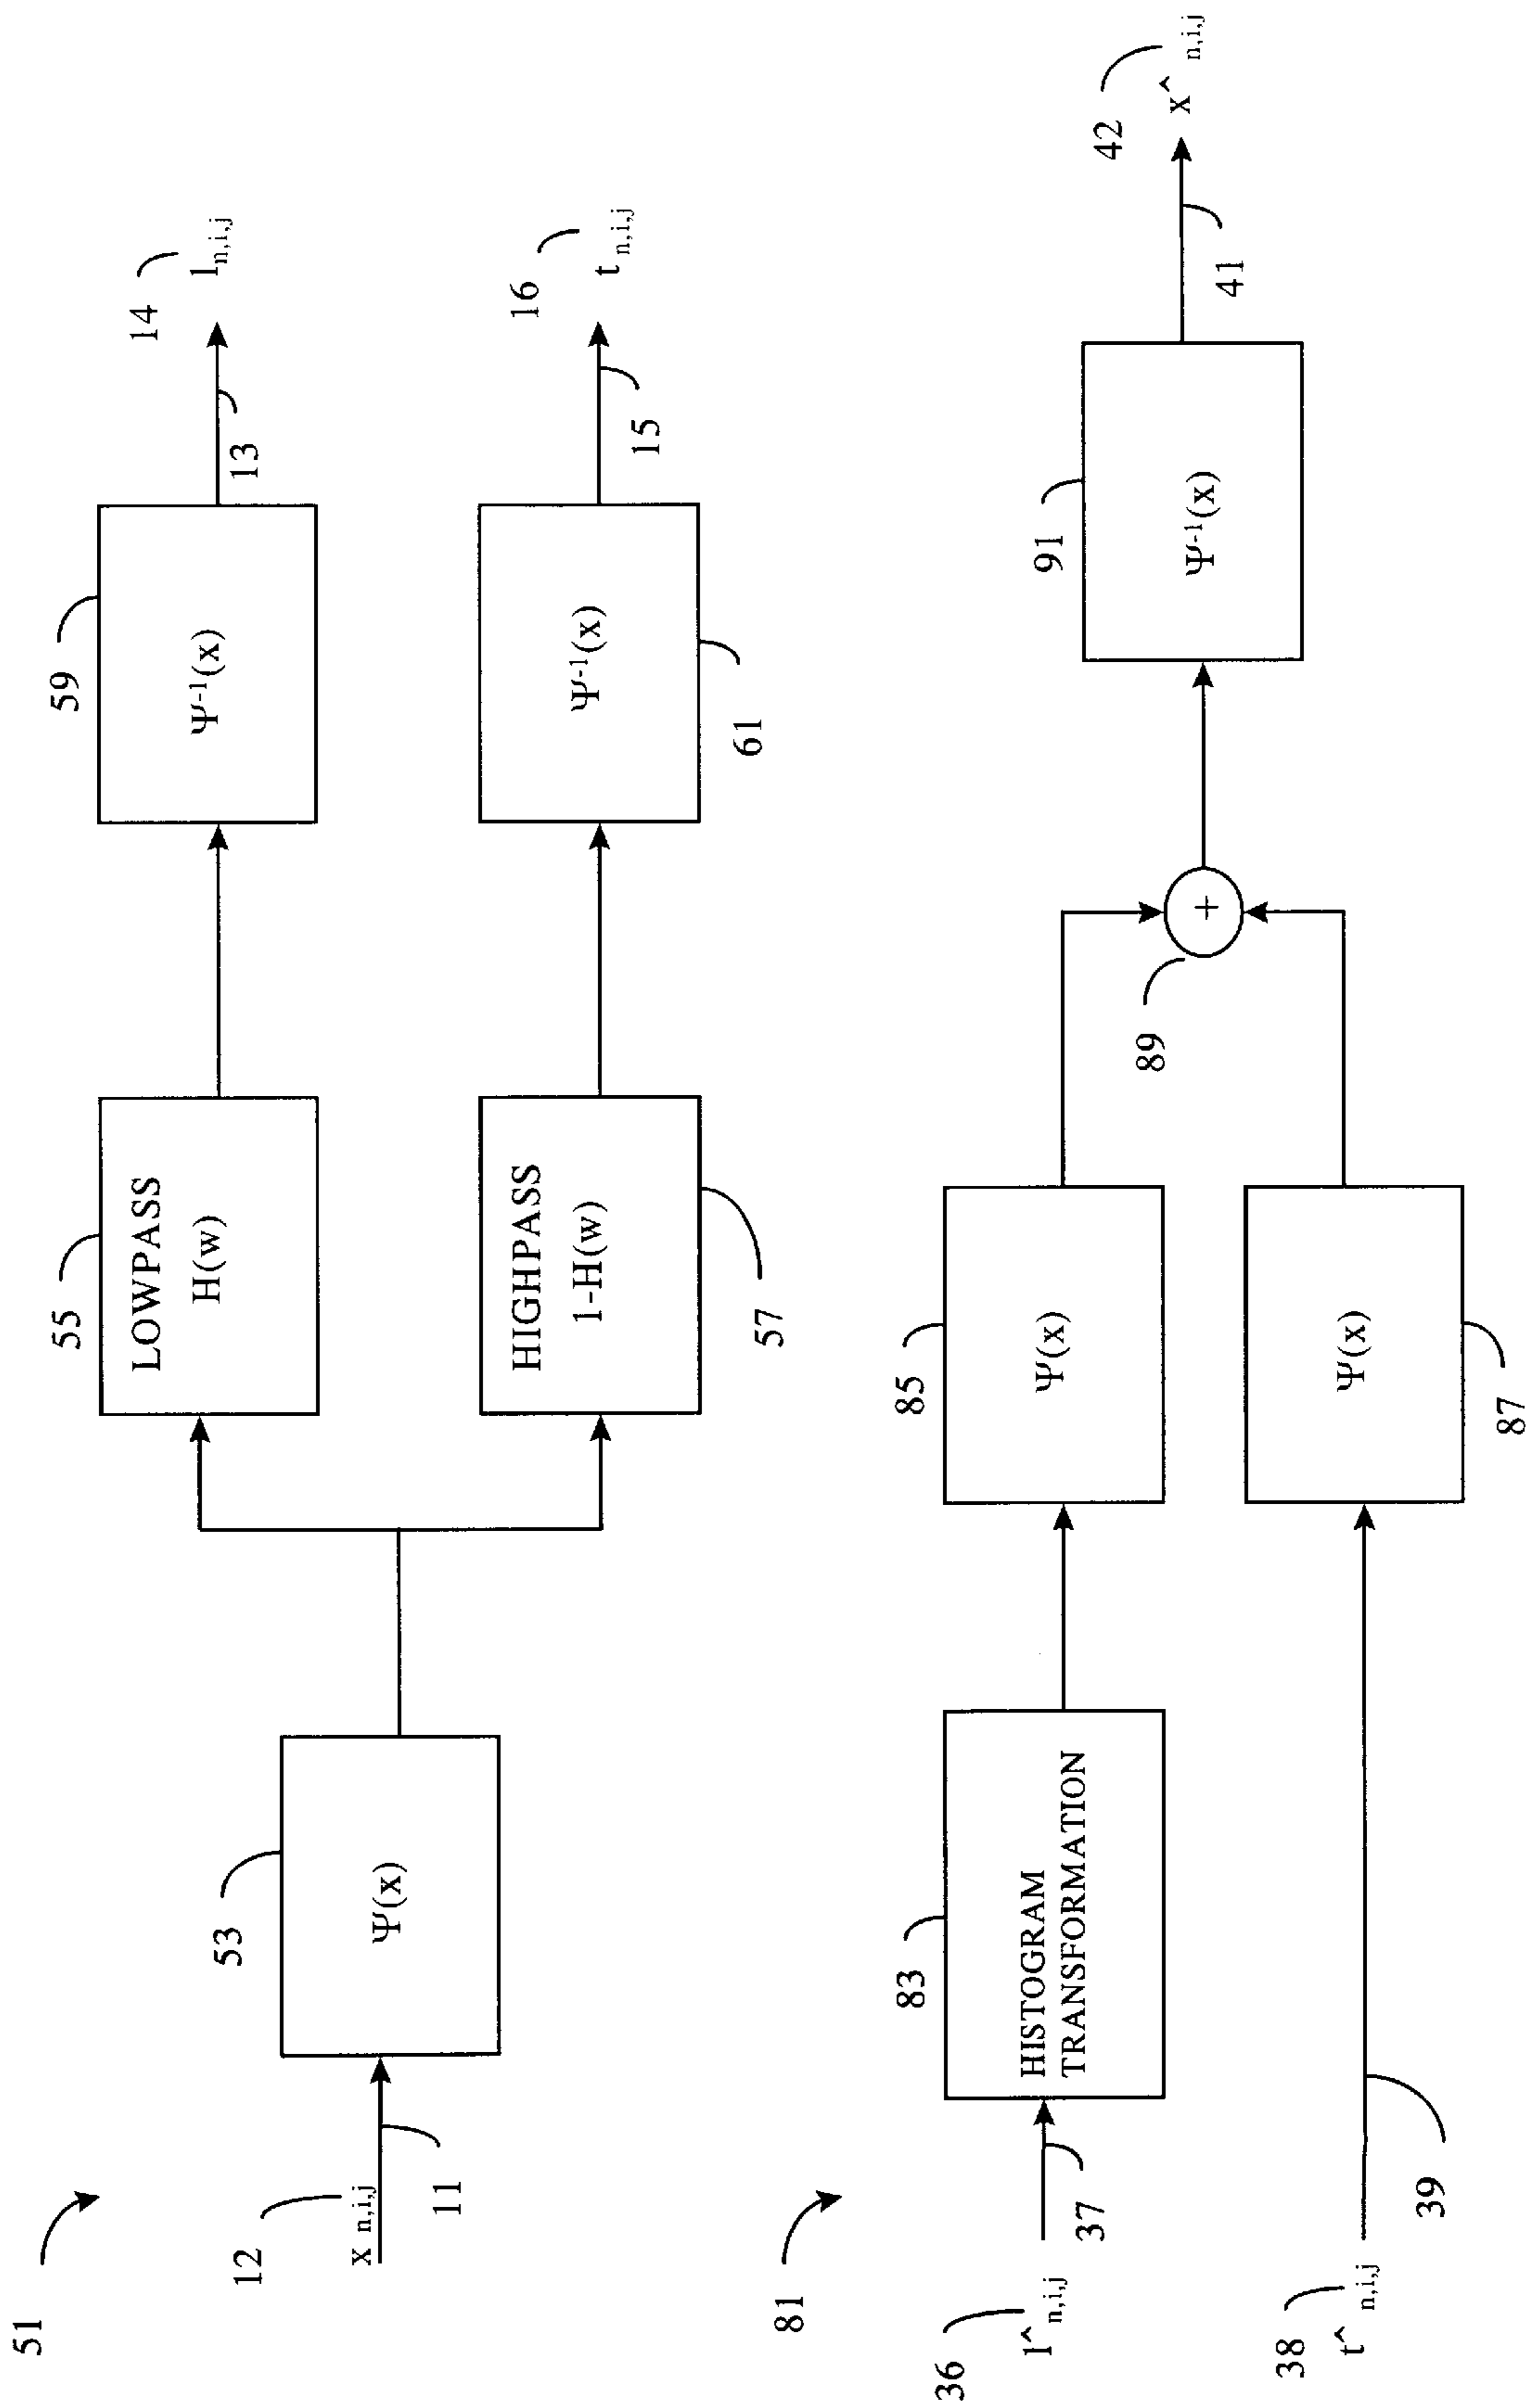 51
12
x n,i,j
11
53
Ψ(x)
55
LOWPASS
H(w)
HIGHPASS
1-H(w)
57
59
Ψ-1(x)
Ψ-1(x)
61
13
14
l n,i,j
15
16
t n,i,j
81
36
l^ n,i,j
37
38
t^ n,i,j
39
83
HISTOGRAM
TRANSFORMATION
85
Ψ(x)
Ψ(x)
87
89
+
91
Ψ-1(x)
41
42
x^ n,i,j